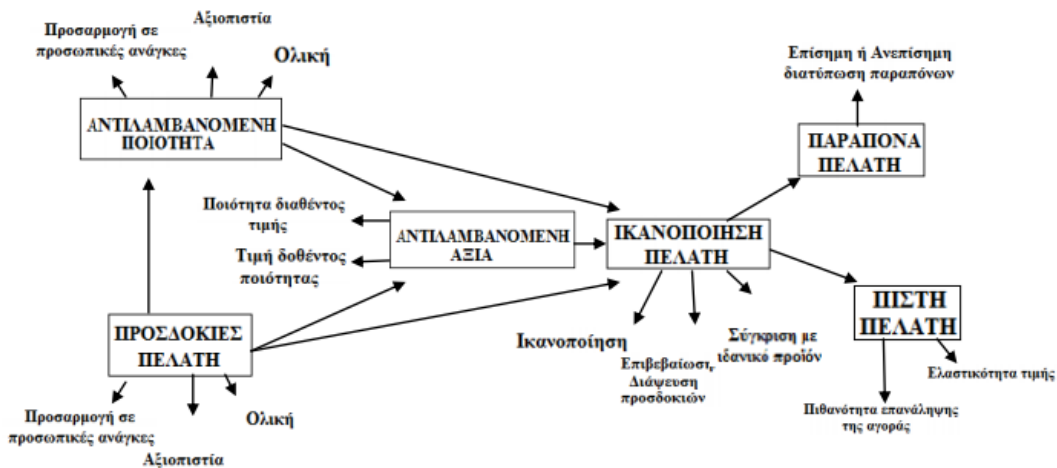 Προσαρμογή σε
προσωπικές ανάγκες
Αξιοπιστία
Ολική
ΑΝΤΙΛΑΜΒΑΝΟΜΕΝΗ
ΠΟΙΟΤΗΤΑ
Επίσημη ή Ανεπίσημη
διατύπωση παραπόνων
ΠΑΡΑΠΟΝΑ
ΠΕΛΑΤΗ
Ποιότητα διαθέντος
τιμής
Τιμή δοθέντος
ποιότητας
ΑΝΤΙΛΑΜΒΑΝΟΜΕΝΗ
ΑΞΙΑ
ΙΚΑΝΟΠΟΙΗΣΗ
ΠΕΛΑΤΗ
ΠΡΟΣΔΟΚΙΕΣ
ΠΕΛΑΤΗ
Ικανοποίηση
Επιβεβαίωση,
Διάψευση
προσδοκιών
Σύγκριση με
ιδανικό προϊόν
ΠΙΣΤΗ
ΠΕΛΑΤΗ
Ελαστικότητα τιμής
Πιθανότητα επανάληψης
της αγοράς
Προσαρμογή σε
προσωπικές ανάγκες
Αξιοπιστία
Ολική